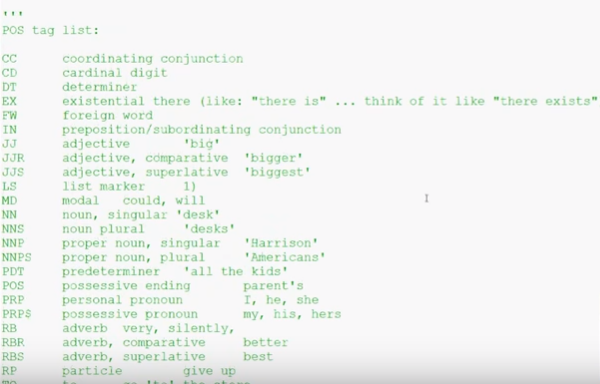 '''
POS tag list:
CC coordinating conjunction
CD cardinal digit
DT determiner
EX existential there (like: "there is" ... think of it like "there exists"
FW foreign word
IN preposition/subordinating conjunction
JJ adjective 'big'
JJR adjective, comparative 'bigger'
JJS adjective, superlative 'biggest'
LS list marker 1)
MD modal could, will
NN noun, singular 'desk'
NNS noun plural 'desks'
NNP proper noun, singular 'Harrison'
NNPS proper noun, plural 'Americans'
PDT predeterminer 'all the kids'
POS possessive ending parent's
PRP personal pronoun I, he, she
PRP$ possessive pronoun my, his, hers
RB adverb very, silently,
RBR adverb, comparative better
RBS adverb, superlative best
RP particle give up